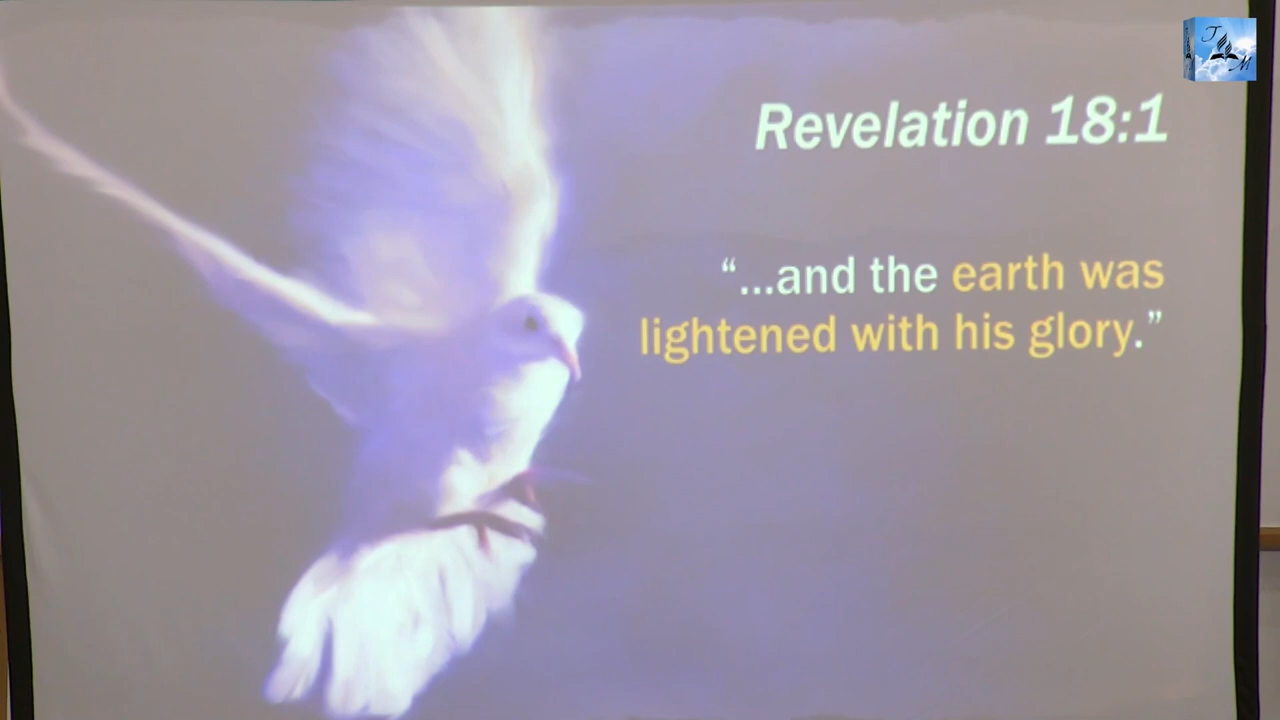 T
M
Revelation 18:1
“...and the earth was
lightened with his glory.”